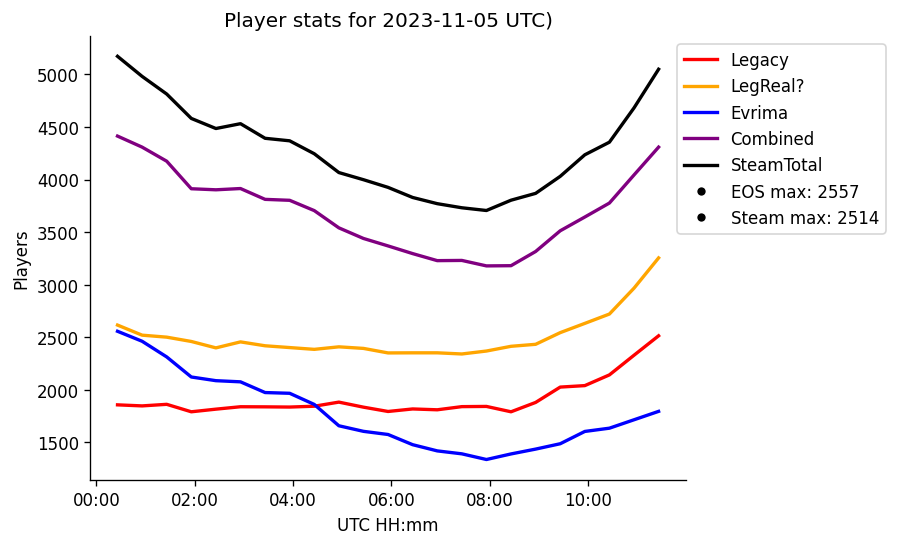 Player stats for 2023-11-05 UTC)
Players
5000
4500
4000
3500
3000
2500
2000
1500
00:00 02:00 04:00 06:00 08:00 10:00
UTC HH:mm
Legacy
LegReal?
Evrima
Combined
SteamTotal
EOS max: 2557
Steam max: 2514